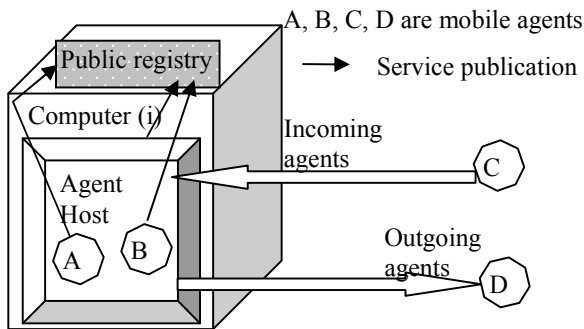 A, B, C, D are mobile agents
Public registry
Service publication
Computer (i)
Incoming
agents
C
Agent
Host
A
B
Outgoing
agents
D